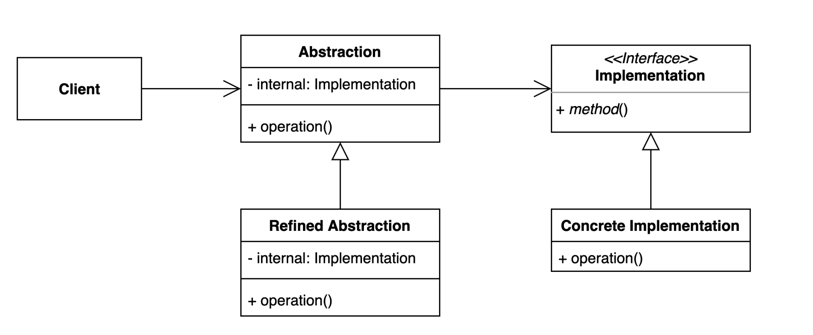 Client
Abstraction
- internal: Implementation
+ operation()
<<Interface>>
Implementation
+ method()
Refined Abstraction
- internal: Implementation
+ operation()
Concrete Implementation
+ operation()